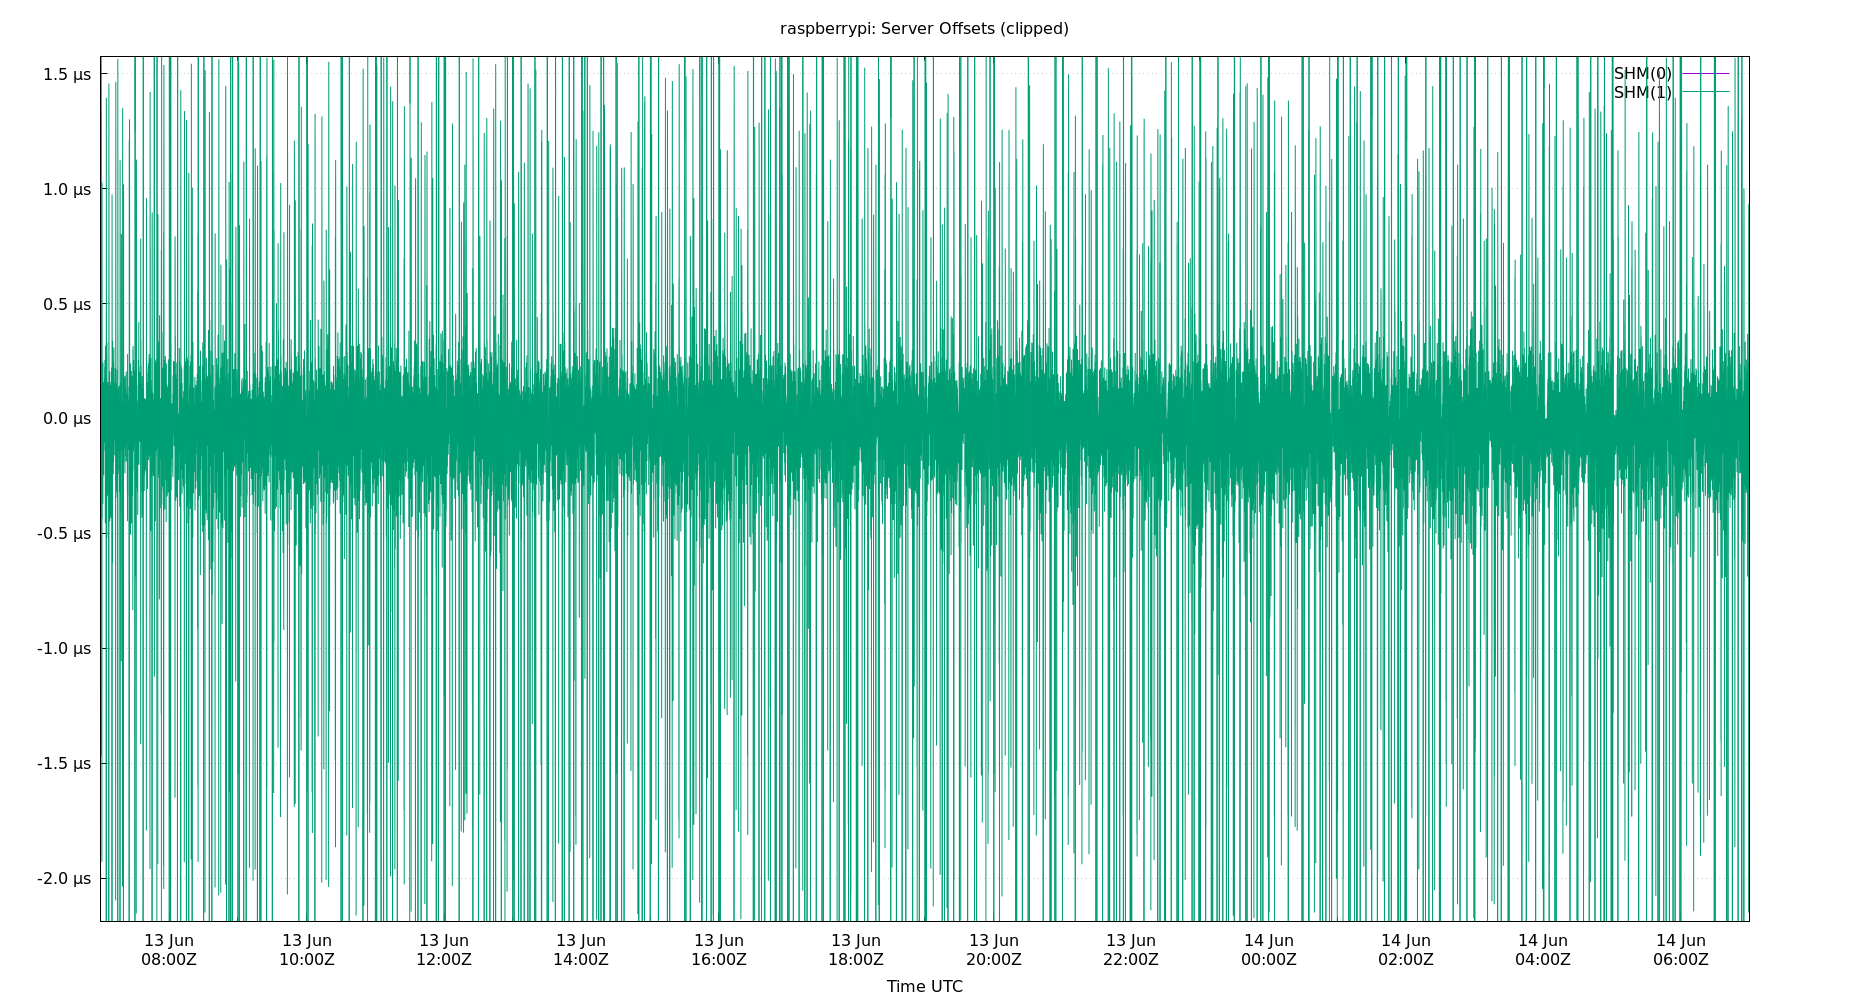 raspberrypi: Server Offsets (clipped)
SHM(0)
SHM(1)
1.5 µs
1.0 µs
0.5 µs
0.0 µs
-0.5 µs
-1.0 µs
-1.5 µs
-2.0 µs
13 Jun 13 Jun 13 Jun 13 Jun 13 Jun 13 Jun 13 Jun 13 Jun 14 Jun 14 Jun 14 Jun 14 Jun
08:00Z 10:00Z 12:00Z 14:00Z 16:00Z 18:00Z 20:00Z 22:00Z 00:00Z 02:00Z 04:00Z 06:00Z
Time UTC